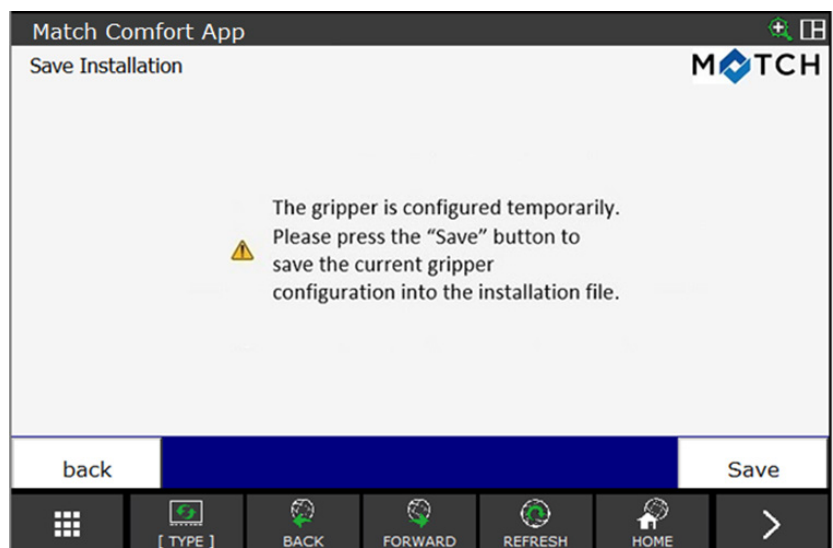 Match Comfort App
Save Installation
MATCH
The gripper is configured temporarily.
Please press the “Save” button to
save the current gripper
configuration into the installation file.
back
Save
[ TYPE ]
BACK
FORWARD
REFRESH
HOME